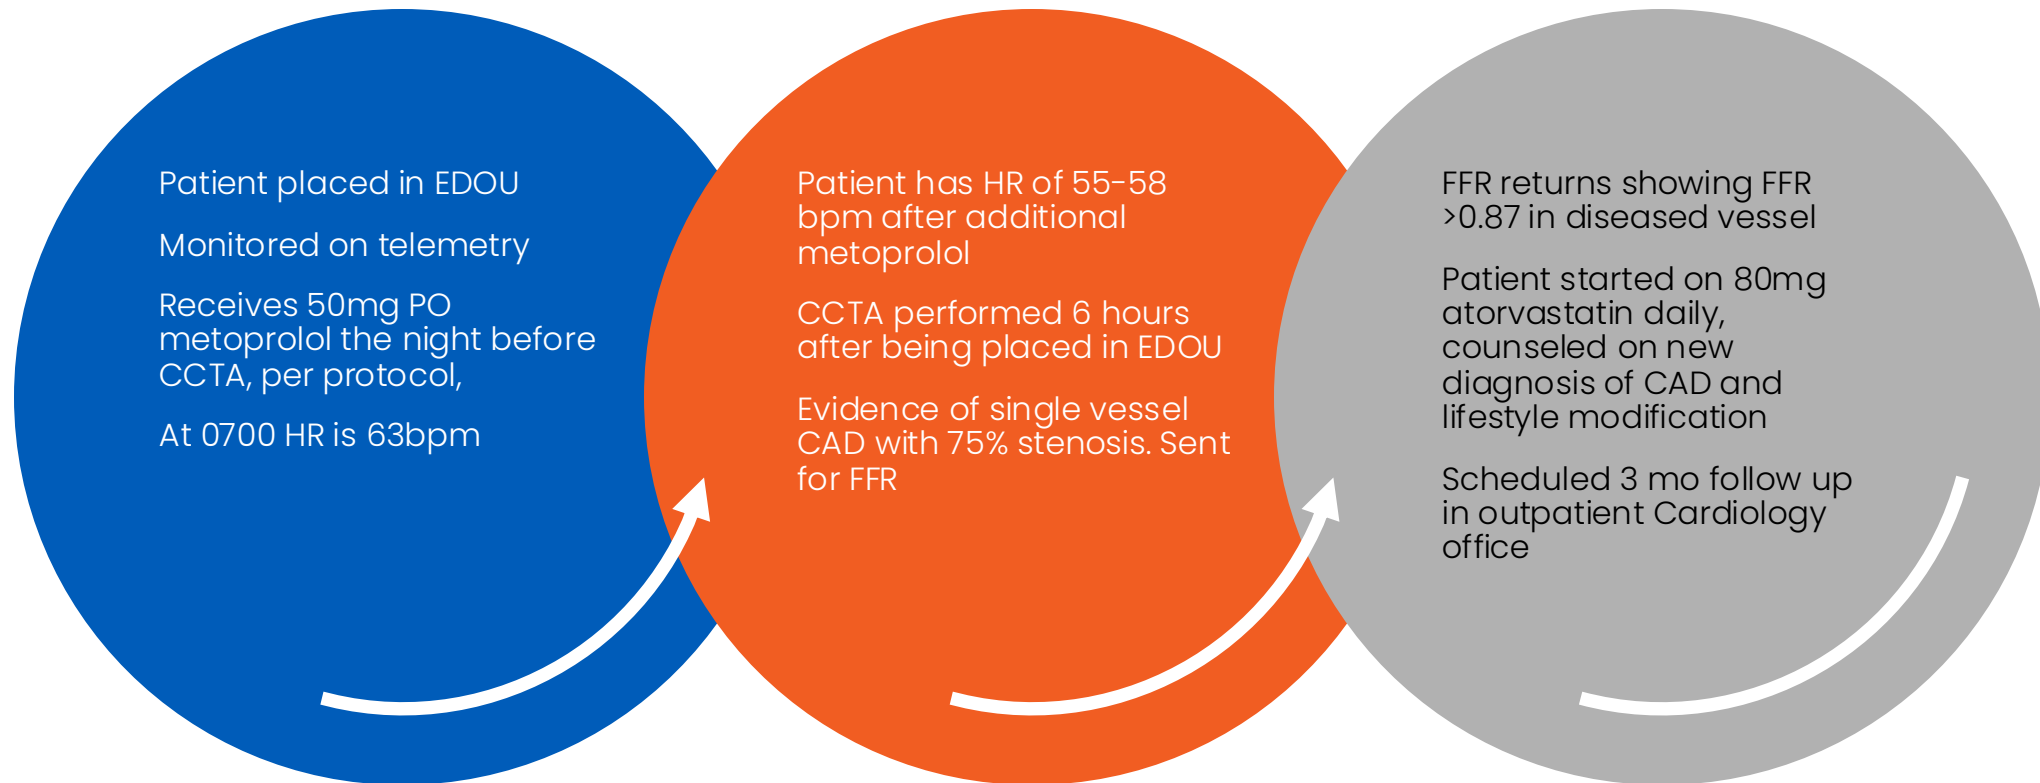 Patient placed in EDOU
Monitored on telemetry
Receives 50mg PO
metoprolol the night before
CCTA, per protocol,
At 0700 HR is 63bpm
Patient has HR of 55-58
bpm after additional
metoprolol
CCTA performed 6 hours
after being placed in EDOU
Evidence of single vessel
CAD with 75% stenosis. Sent
for FFR
FFR returns showing FFR
>0.87 in diseased vessel
Patient started on 80mg
atorvastatin daily,
counseled on new
diagnosis of CAD and
lifestyle modification
Scheduled 3 mo follow up
in outpatient Cardiology
office